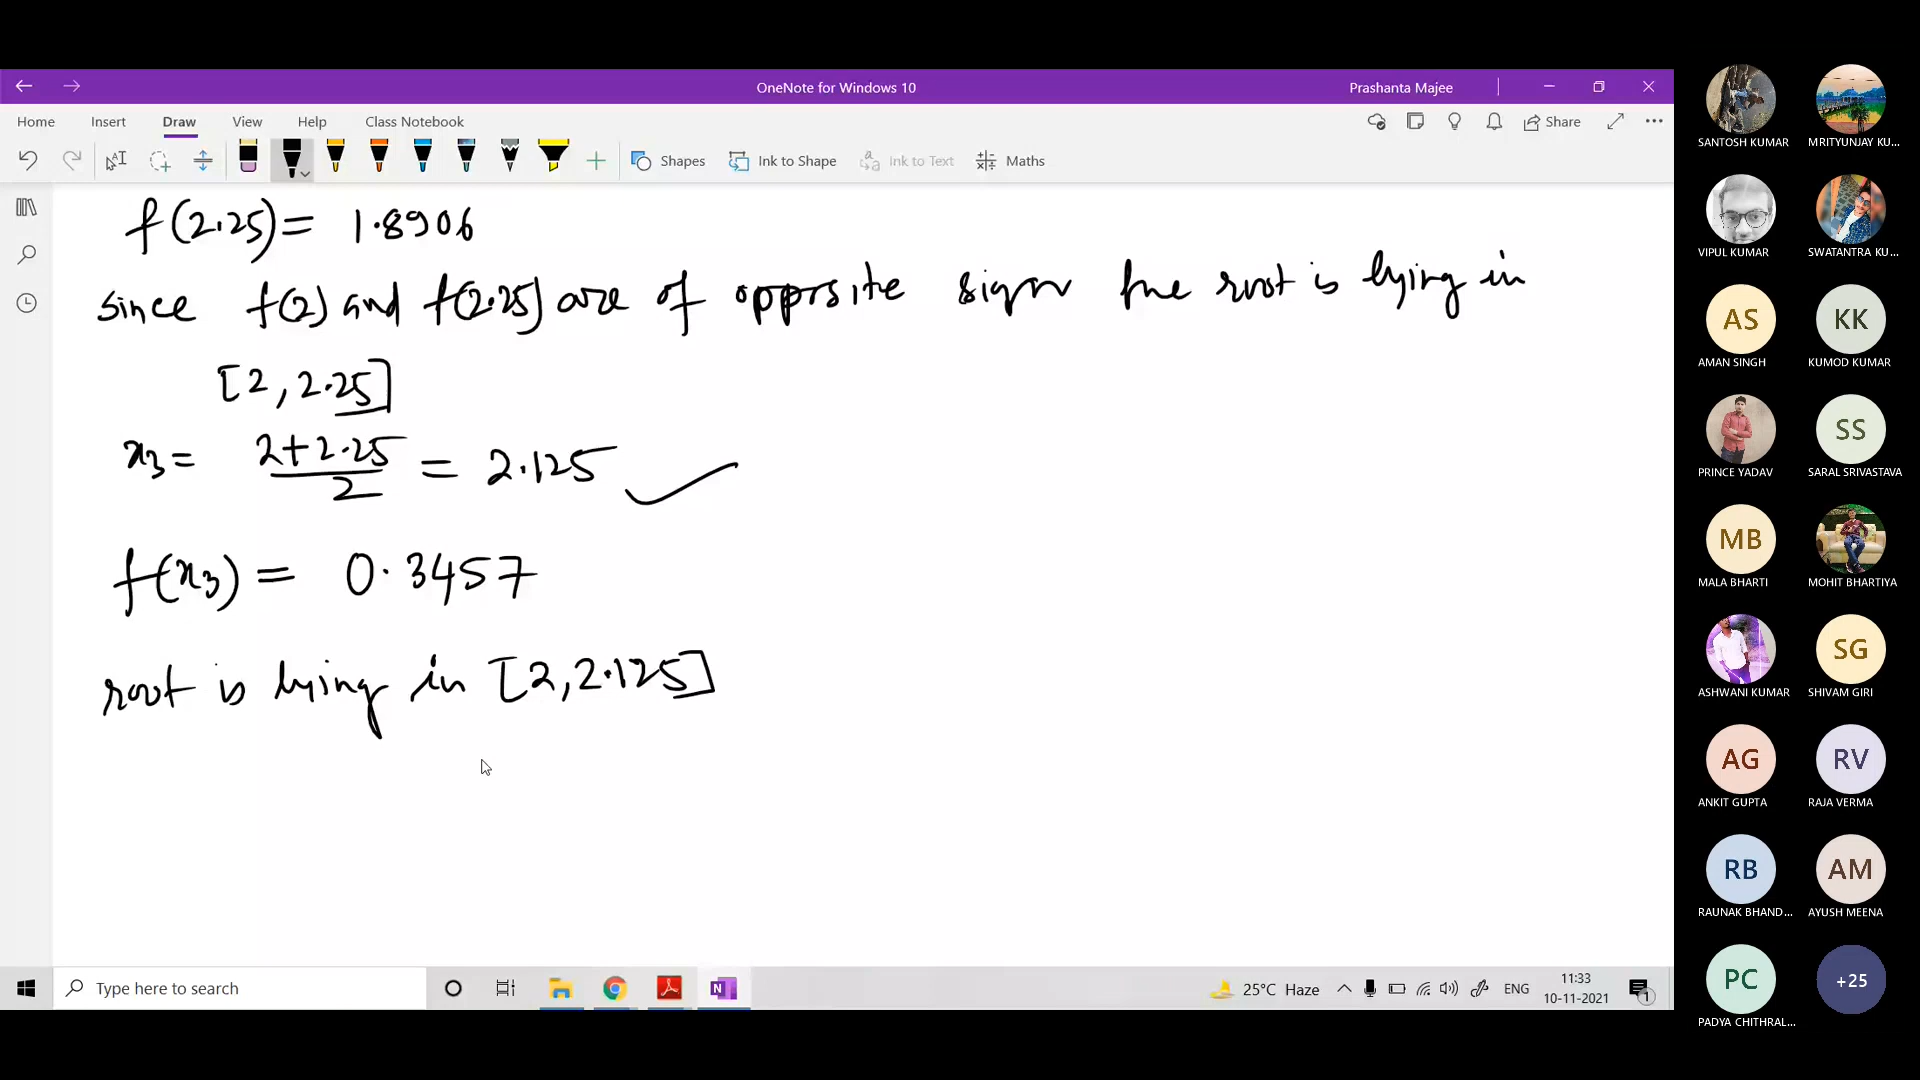 OneNote for Windows 10
Prashanta Majee
Home Insert Draw View Help Class Notebook
Share
Shapes Ink to Shape Ink to Text Maths
f(2.25) = 1.8906
since f(2) and f(2.25) are of opposite sign the root is lying in
[2, 2.25]
x3 = (2+2.25)/2 = 2.125 ✓
f(x3) = 0.3457
root is lying in [2, 2.125]
Type here to search
25°C Haze
ENG
11:33
10-11-2021
1
SANTOSH KUMAR
MRITYUNJAY KU...
VIPUL KUMAR
SWATANTRA KU...
AS KK
AMAN SINGH
KUMOD KUMAR
SS
PRINCE YADAV
SARAL SRIVASTAVA
MB
MALA BHARTI
MOHIT BHARTIYA
SG
ASHWANI KUMAR
SHIVAM GIRI
AG RV
ANKIT GUPTA
RAJA VERMA
RB AM
RAUNAK BHAND...
AYUSH MEENA
PC +25
PADYA CHITHRAL...